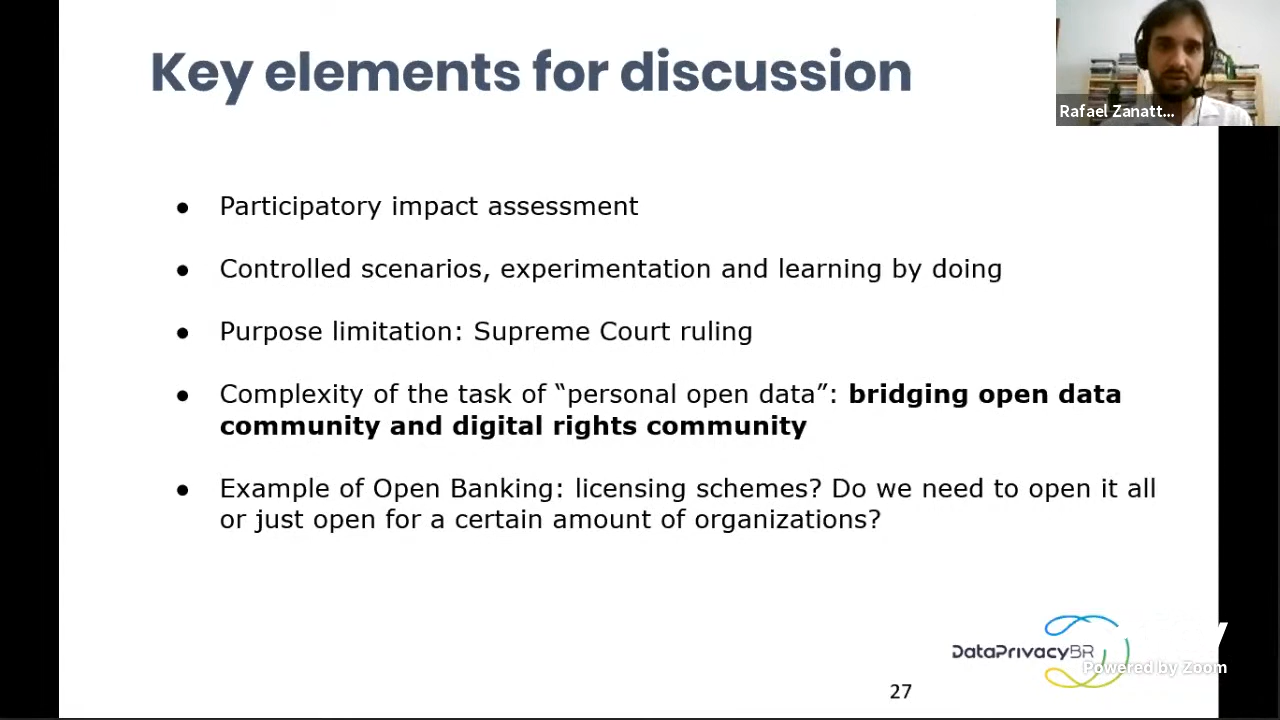 Key elements for discussion
Rafael Zanatt...
● Participatory impact assessment
● Controlled scenarios, experimentation and learning by doing
● Purpose limitation: Supreme Court ruling
● Complexity of the task of “personal open data”: bridging open data
community and digital rights community
● Example of Open Banking: licensing schemes? Do we need to open it all
or just open for a certain amount of organizations?
DataPrivacyBR
Powered by Zoom
27